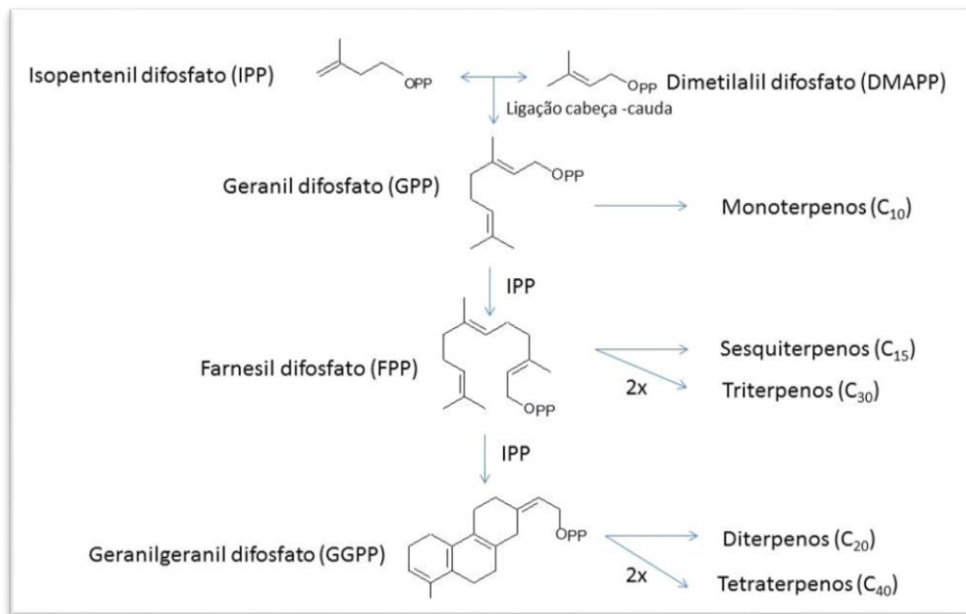 Isopentenil difosfato (IPP)
OPP
OPP
Dimetilalil difosfato (DMAPP)
Ligação cabeça -cauda
Geranil difosfato (GPP)
OPP
Monoterpenos (C₁₀)
IPP
Farnesil difosfato (FPP)
OPP
Sesquiterpenos (C₁₅)
2x
Triterpenos (C₃₀)
IPP
Geranilgeranil difosfato (GGPP)
OPP
Diterpenos (C₂₀)
2x
Tetraterpenos (C₄₀)